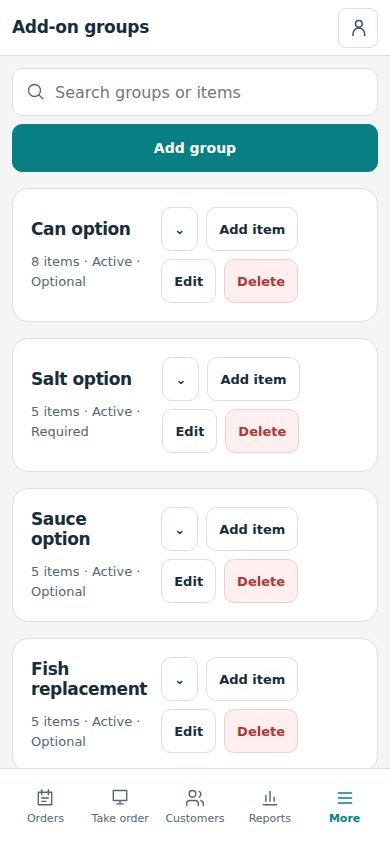 Add-on groups
Search groups or items
Add group
Can option
8 items · Active ·
Optional
Add item
Edit
Delete
Salt option
5 items · Active ·
Required
Add item
Edit
Delete
Sauce
option
5 items · Active ·
Optional
Add item
Edit
Delete
Fish
replacement
5 items · Active ·
Optional
Add item
Edit
Delete
Orders
Take order
Customers
Reports
More